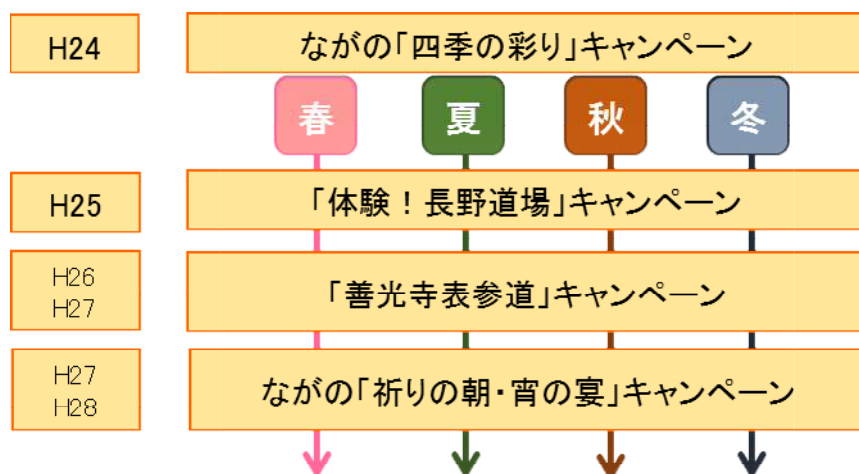 H24
ながの「四季の彩り」キャンペーン
春
夏
秋
冬
H25
「体験！長野道場」キャンペーン
H26
H27
「善光寺表参道」キャンペーン
H27
H28
ながの「祈りの朝・宵の宴」キャンペーン